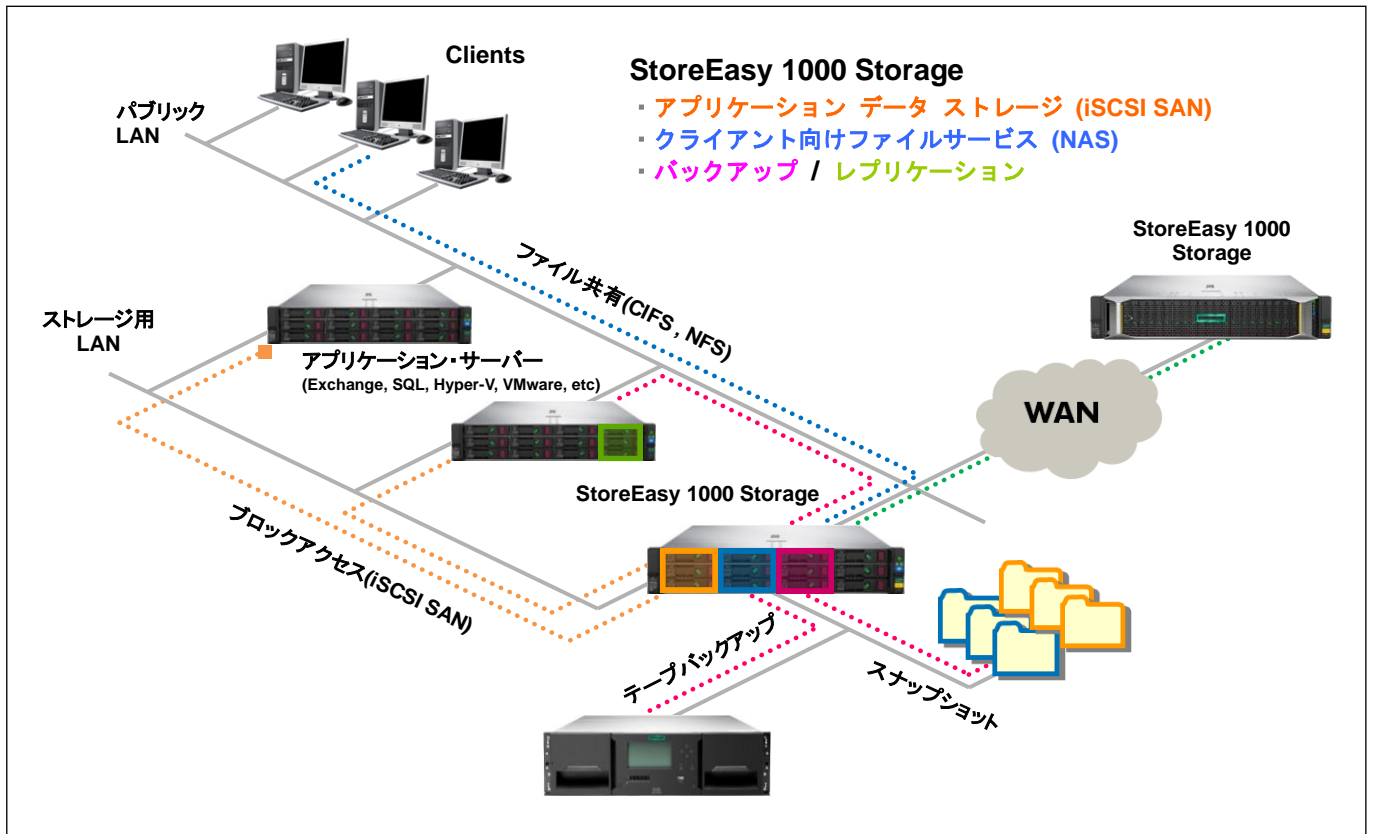 Clients
StoreEasy 1000 Storage
▪ アプリケーション データ ストレージ (iSCSI SAN)
▪ クライアント向けファイルサービス (NAS)
▪ バックアップ / レプリケーション
パブリック
LAN
StoreEasy 1000
Storage
ファイル共有(CIFS , NFS)
ストレージ用
LAN
アプリケーション・サーバー
(Exchange, SQL, Hyper-V, VMware, etc)
WAN
StoreEasy 1000 Storage
ブロックアクセス(iSCSI SAN)
テープバックアップ
スナップショット